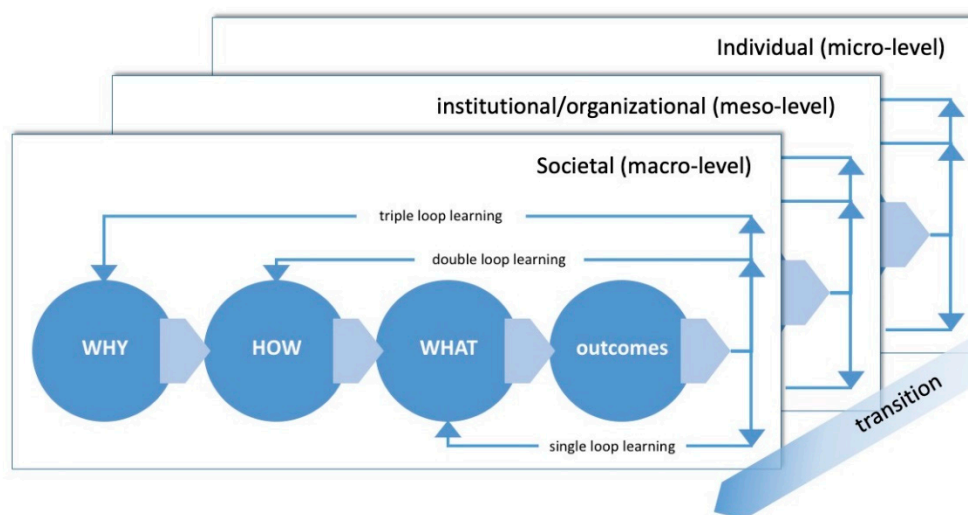 Individual (micro-level)
institutional/organizational (meso-level)
Societal (macro-level)
triple loop learning
double loop learning
WHY
HOW
WHAT
outcomes
single loop learning
transition